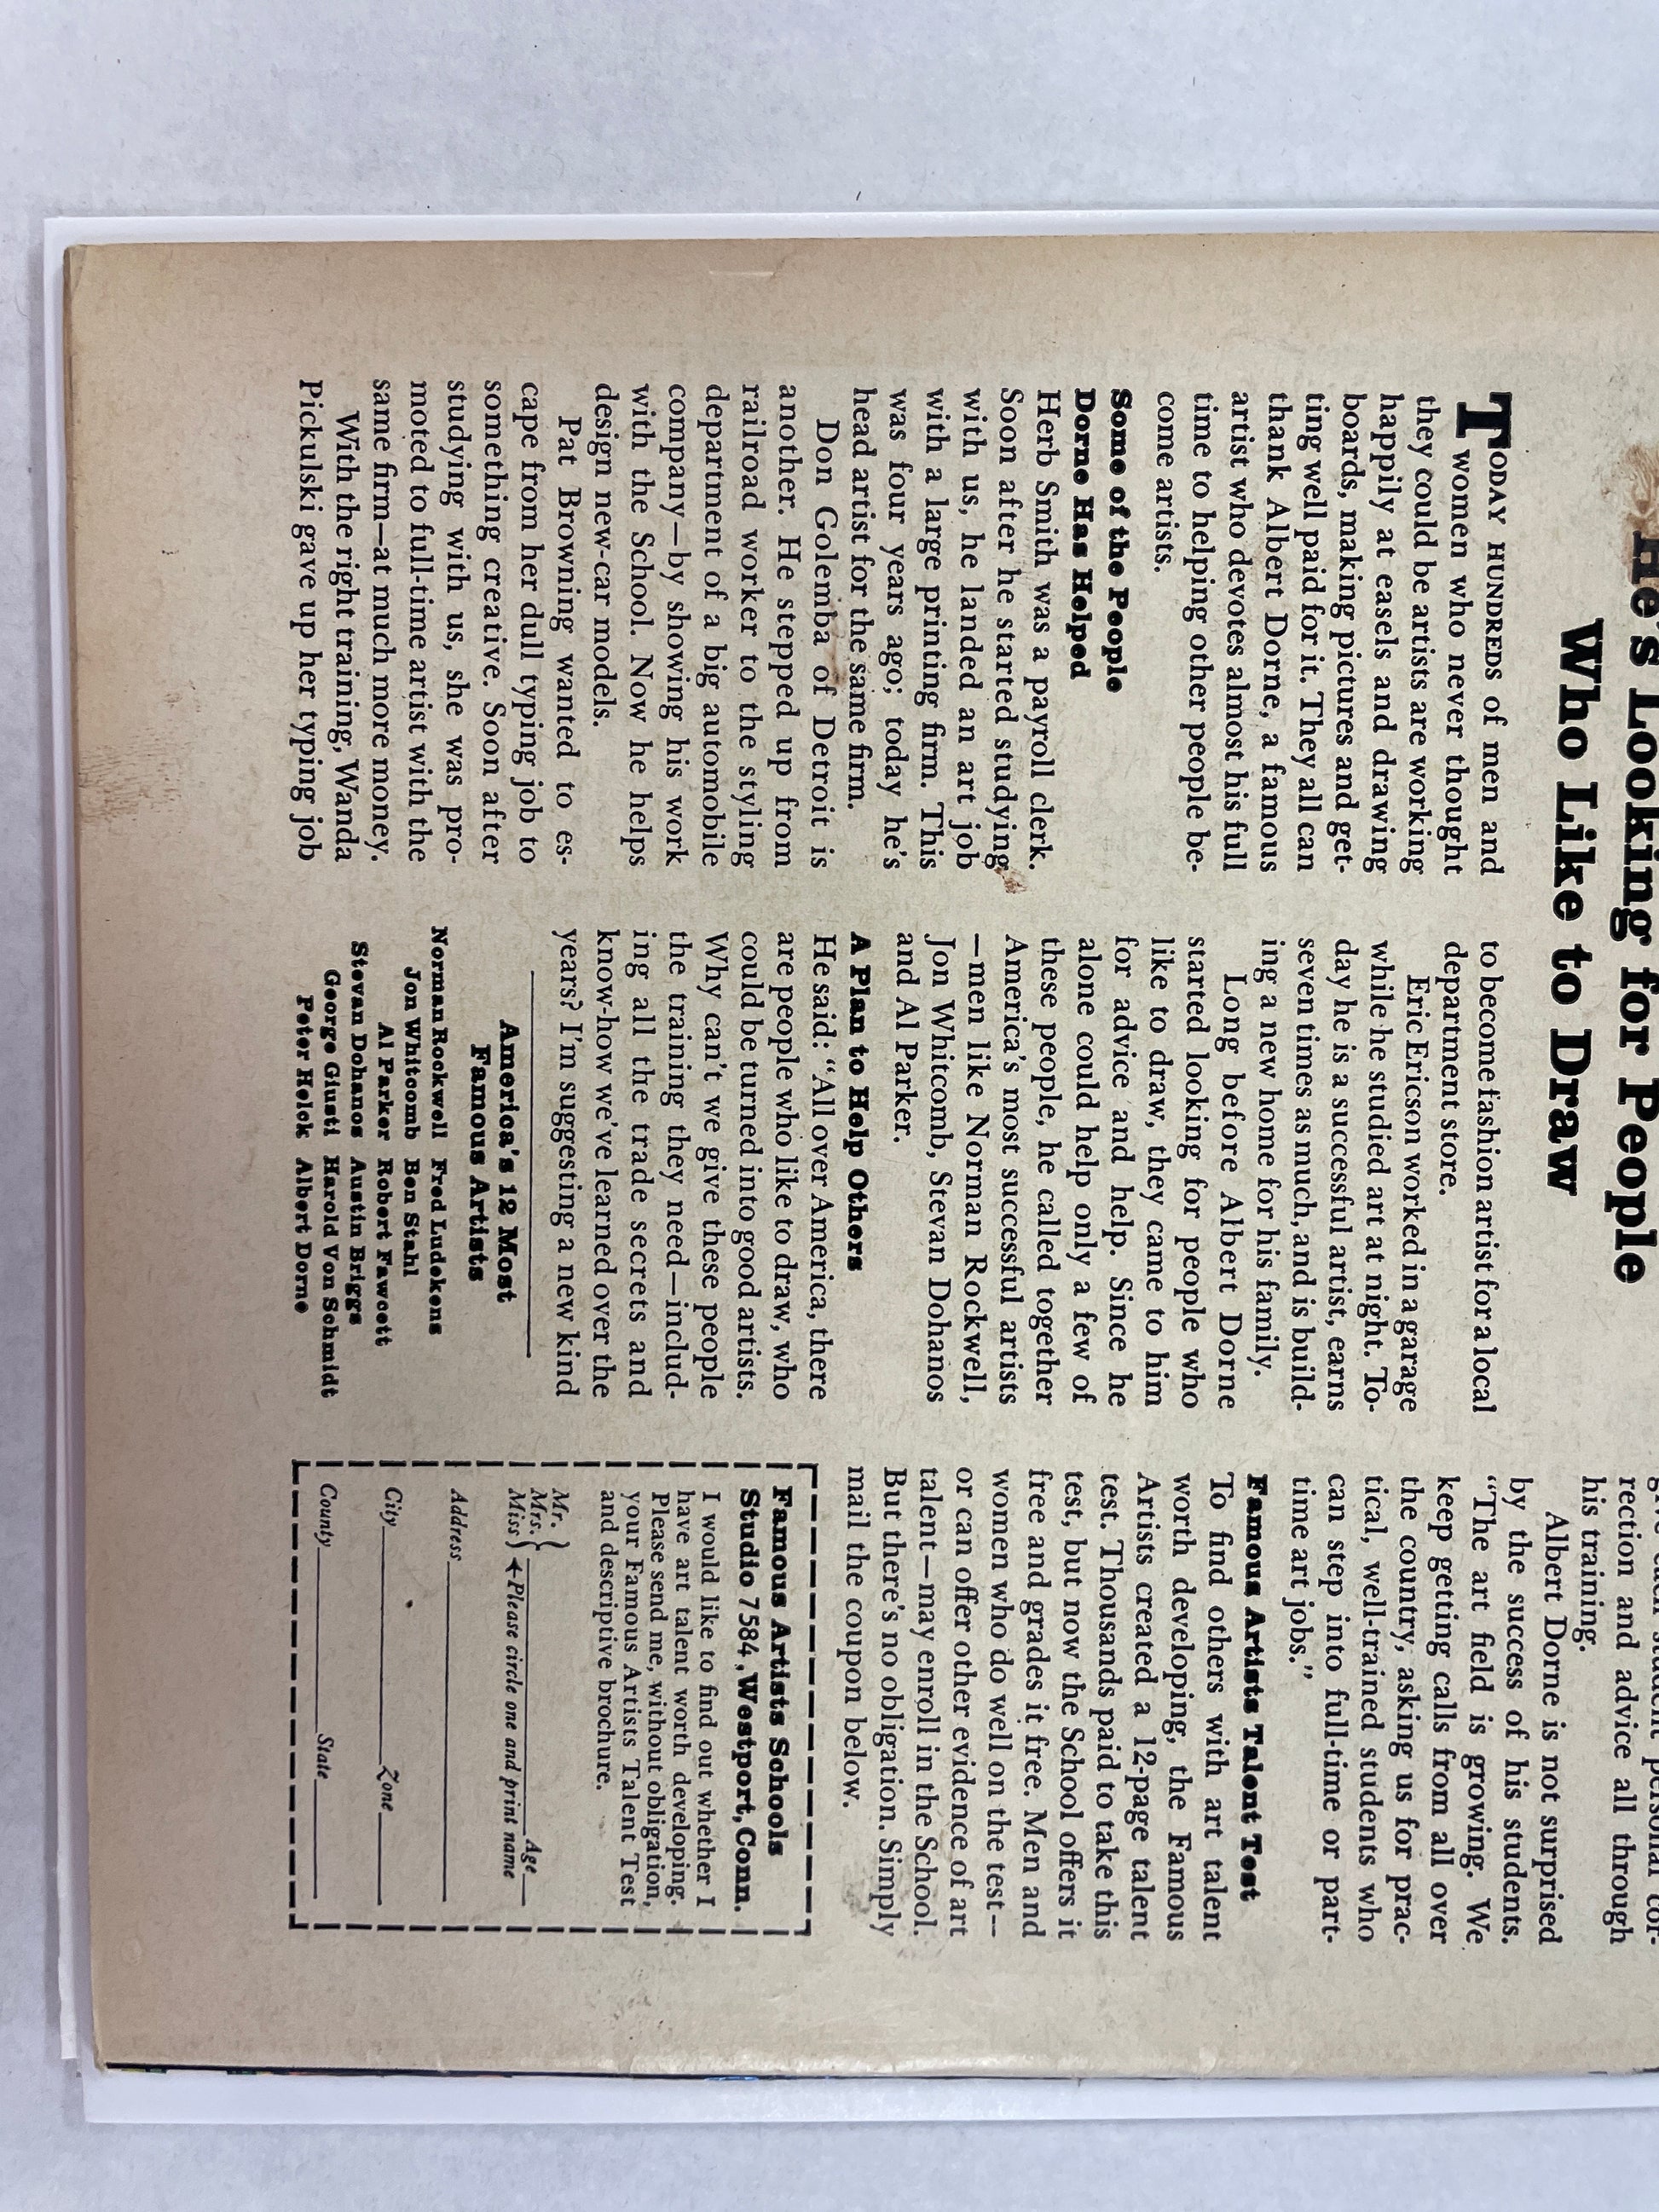 He's Looking for People
Who Like to Draw
TODAY HUNDREDS of men and
women who never thought
they could be artists are working
happily at easels and drawing
boards, making pictures and get-
ting well paid for it. They all can
thank Albert Dorne, a famous
artist who devotes almost his full
time to helping other people be-
come artists.
Some of the People
Dorne Has Helped
Herb Smith was a payroll clerk.
Soon after he started studying
with us, he landed an art job
with a large printing firm. This
was four years ago; today he's
head artist for the same firm.
Don Golemba of Detroit is
another. He stepped up from
railroad worker to the styling
department of a big automobile
company—by showing his work
with the School. Now he helps
design new-car models.
Pat Browning wanted to es-
cape from her dull typing job to
something creative. Soon after
studying with us, she was pro-
moted to full-time artist with the
same firm—at much more money.
With the right training, Wanda
Pickulski gave up her typing job
to become fashion artist for a local
department store.
Eric Ericson worked in a garage
while he studied art at night. To-
day he is a successful artist, earns
seven times as much, and is build-
ing a new home for his family.
Long before Albert Dorne
started looking for people who
like to draw, they came to him
for advice and help. Since he
alone could help only a few of
these people, he called together
America's most successful artists
—men like Norman Rockwell,
Jon Whitcomb, Stevan Dohanos
and Al Parker.
A Plan to Help Others
He said: "All over America, there
are people who like to draw, who
could be turned into good artists.
Why can't we give these people
the training they need—includ-
ing all the trade secrets and
know-how we've learned over the
years? I'm suggesting a new kind
America's 12 Most
Famous Artists
Norman Rockwell Fred Ludekens
Jon Whitcomb Ben Stahl
Al Parker Robert Fawcett
Stevan Dohanos Austin Briggs
George Giusti Harold Von Schmidt
Peter Helck Albert Dorne
student personal cor-
rection and advice all through
his training.
Albert Dorne is not surprised
by the success of his students.
"The art field is growing. We
keep getting calls from all over
the country, asking us for prac-
tical, well-trained students who
can step into full-time or part-
time art jobs."
Famous Artists Talent Test
To find others with art talent
worth developing, the Famous
Artists created a 12-page talent
test. Thousands paid to take this
test, but now the School offers it
free and grades it free. Men and
women who do well on the test—
or can offer other evidence of art
talent—may enroll in the School.
But there's no obligation. Simply
mail the coupon below.
Famous Artists Schools
Studio 7584, Westport, Conn.
I would like to find out whether I
have art talent worth developing.
Please send me, without obligation,
your Famous Artists Talent Test
and descriptive brochure.
Mr.
Mrs. Age
Miss ←Please circle one and print name
Address
City Zone
County State